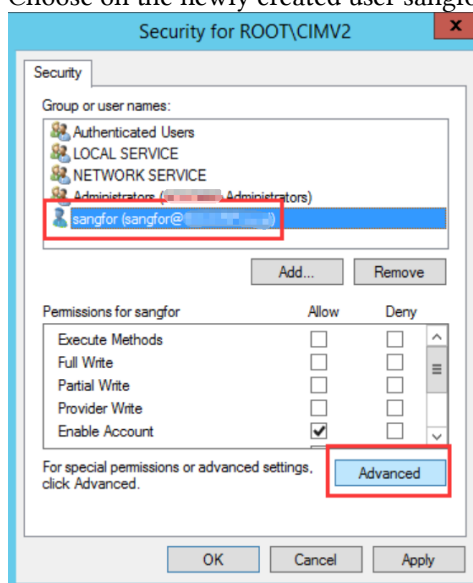 Choose on the newly created user sangfo
Security for ROOT\CIMV2
x
Security
Group or user names:
Authenticated Users
LOCAL SERVICE
NETWORK SERVICE
Administrators ( Administrators)
sangfor (sangfor@ )
Add... Remove
Permissions for sangfor Allow Deny
Execute Methods
Full Write
Partial Write
Provider Write
Enable Account
For special permissions or advanced settings, click Advanced.
Advanced
OK Cancel Apply